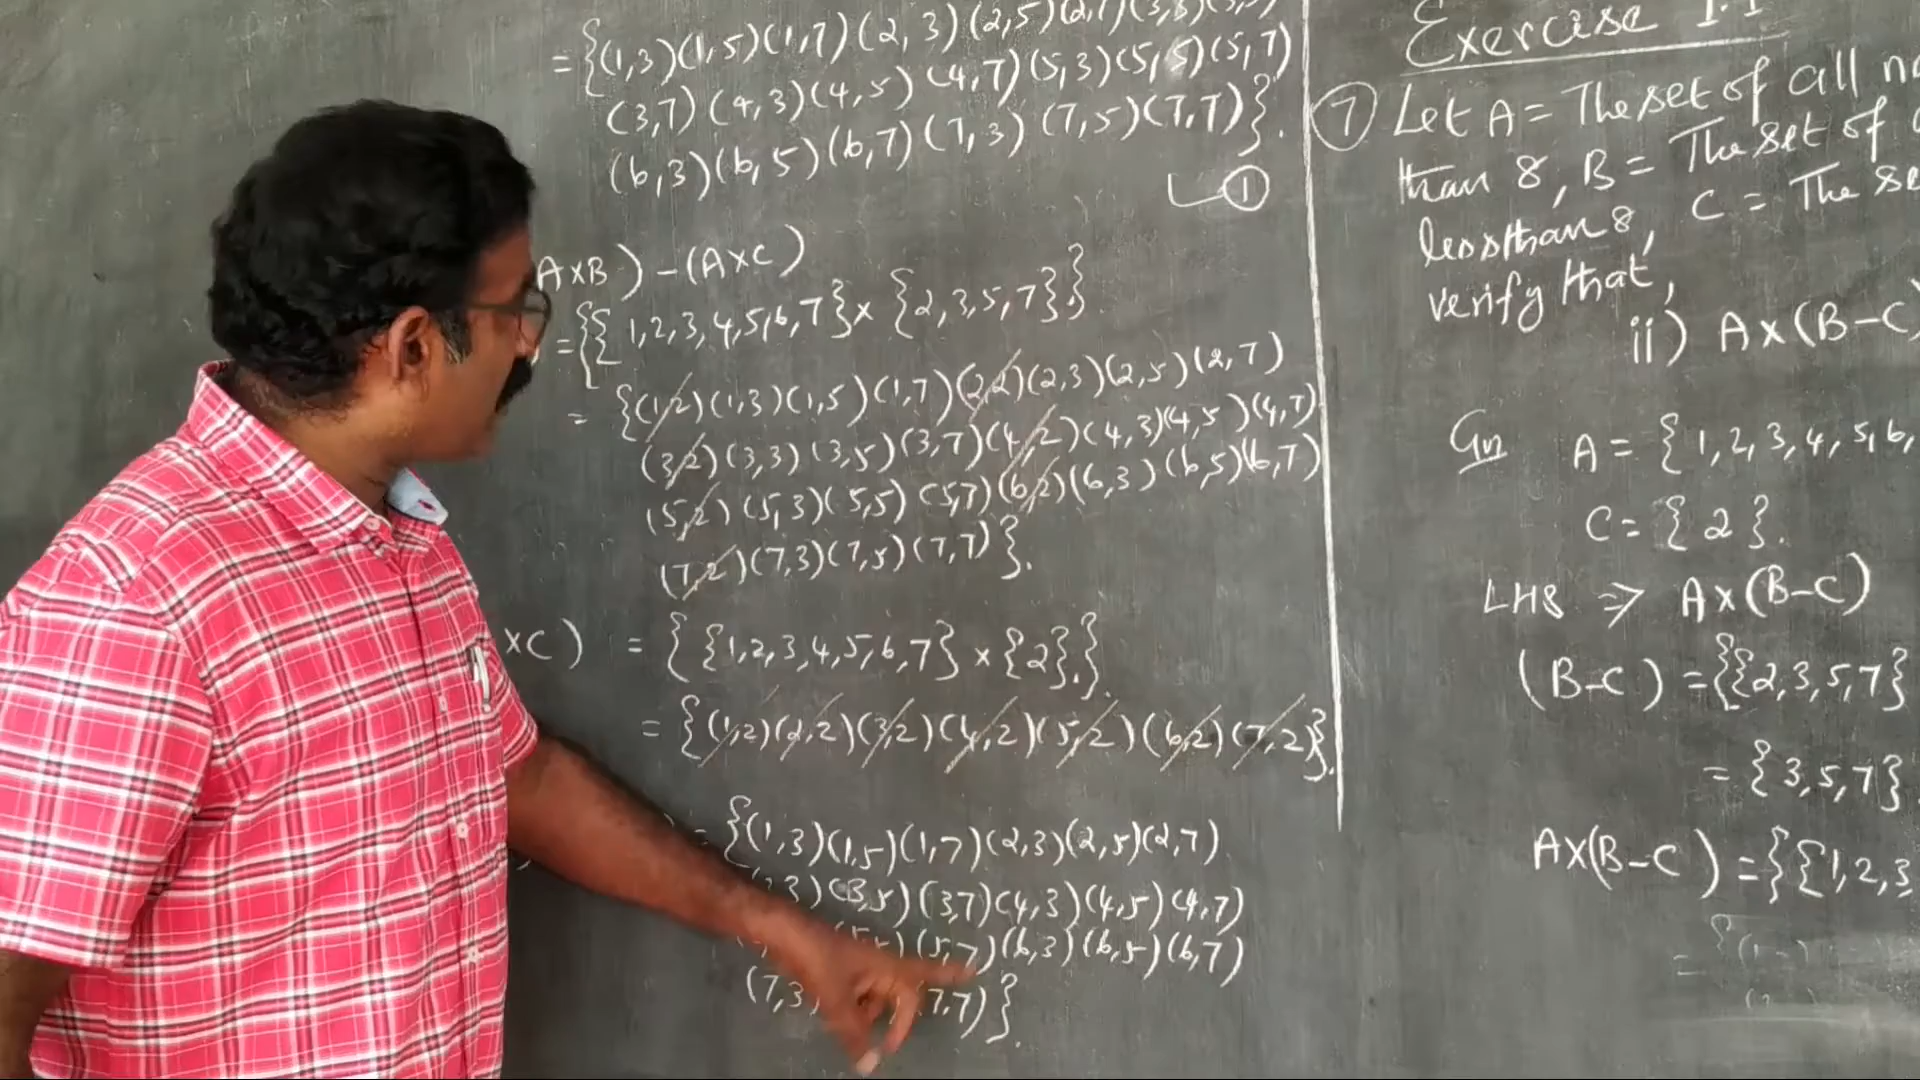 ={(1,3)(1,5)(1,7)(2,3)(2,5)(2,7)(3,3)
(3,7)(4,3)(4,5)(4,7)(5,3)(5,5)(5,7)
(6,3)(6,5)(6,7)(7,3)(7,5)(7,7)}.
①
AxB)-(AxC)
={{1,2,3,4,5,6,7}x{2,3,5,7}}.
= {(1,2)(1,3)(1,5)(1,7)(2,2)(2,3)(2,5)(2,7)
(3,2)(3,3)(3,5)(3,7)(4,2)(4,3)(4,5)(4,7)
(5,2)(5,3)(5,5)(5,7)(6,2)(6,3)(6,5)(6,7)
(7,2)(7,3)(7,5)(7,7)}.
xC) = {{1,2,3,4,5,6,7}x{2}.}.
= {(1,2)(2,2)(3,2)(4,2)(5,2)(6,2)(7,2)}.
= {(1,3)(1,5)(1,7)(2,3)(2,5)(2,7)
3)(3,5)(3,7)(4,3)(4,5)(4,7)
(5,7)(6,3)(6,5)(6,7)
(7,3 (7,7)}.
Exercise 1.1
⑦ Let A= The set of all
than 8, B = The set of
less than 8, C = The
verify that,
ii) Ax(B-C)
Gn A = {1,2,3,4,5,6,
C = {2}.
LHS ⇒ Ax(B-C)
(B-C) ={{2,3,5,7}
= {3,5,7}
AX(B-C) ={{1,2,3,